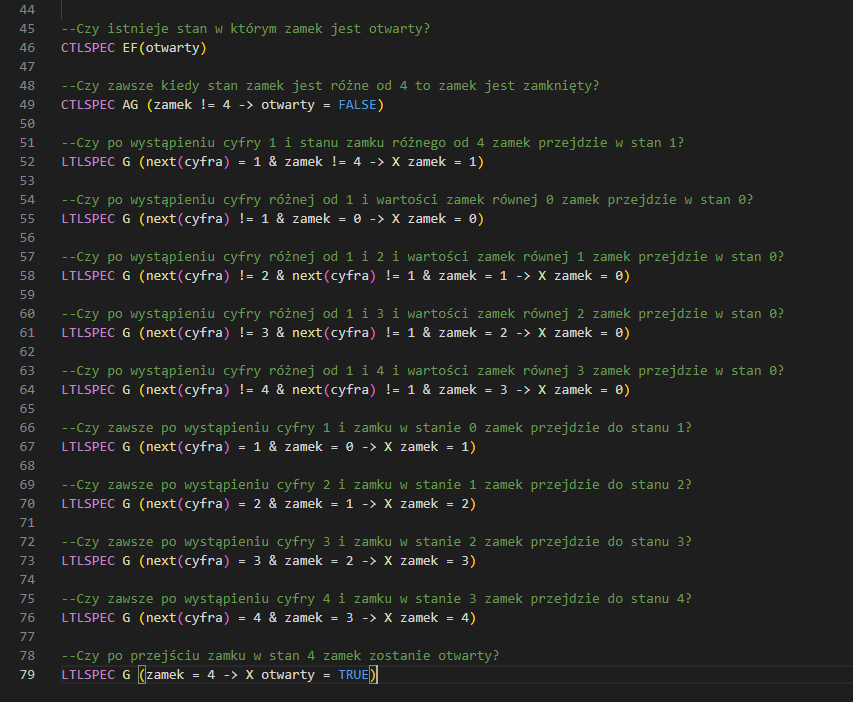 44
45 --Czy istnieje stan w którym zamek jest otwarty?
46 CTLSPEC EF(otwarty)
47
48 --Czy zawsze kiedy stan zamek jest różne od 4 to zamek jest zamknięty?
49 CTLSPEC AG (zamek != 4 -> otwarty = FALSE)
50
51 --Czy po wystąpieniu cyfry 1 i stanu zamku różnego od 4 zamek przejdzie w stan 1?
52 LTLSPEC G (next(cyfra) = 1 & zamek != 4 -> X zamek = 1)
53
54 --Czy po wystąpieniu cyfry różnej od 1 i wartości zamek równej 0 zamek przejdzie w stan 0?
55 LTLSPEC G (next(cyfra) != 1 & zamek = 0 -> X zamek = 0)
56
57 --Czy po wystąpieniu cyfry różnej od 1 i 2 i wartości zamek równej 1 zamek przejdzie w stan 0?
58 LTLSPEC G (next(cyfra) != 2 & next(cyfra) != 1 & zamek = 1 -> X zamek = 0)
59
60 --Czy po wystąpieniu cyfry różnej od 1 i 3 i wartości zamek równej 2 zamek przejdzie w stan 0?
61 LTLSPEC G (next(cyfra) != 3 & next(cyfra) != 1 & zamek = 2 -> X zamek = 0)
62
63 --Czy po wystąpieniu cyfry różnej od 1 i 4 i wartości zamek równej 3 zamek przejdzie w stan 0?
64 LTLSPEC G (next(cyfra) != 4 & next(cyfra) != 1 & zamek = 3 -> X zamek = 0)
65
66 --Czy zawsze po wystąpieniu cyfry 1 i zamku w stanie 0 zamek przejdzie do stanu 1?
67 LTLSPEC G (next(cyfra) = 1 & zamek = 0 -> X zamek = 1)
68
69 --Czy zawsze po wystąpieniu cyfry 2 i zamku w stanie 1 zamek przejdzie do stanu 2?
70 LTLSPEC G (next(cyfra) = 2 & zamek = 1 -> X zamek = 2)
71
72 --Czy zawsze po wystąpieniu cyfry 3 i zamku w stanie 2 zamek przejdzie do stanu 3?
73 LTLSPEC G (next(cyfra) = 3 & zamek = 2 -> X zamek = 3)
74
75 --Czy zawsze po wystąpieniu cyfry 4 i zamku w stanie 3 zamek przejdzie do stanu 4?
76 LTLSPEC G (next(cyfra) = 4 & zamek = 3 -> X zamek = 4)
77
78 --Czy po przejściu zamku w stan 4 zamek zostanie otwarty?
79 LTLSPEC G (zamek = 4 -> X otwarty = TRUE)